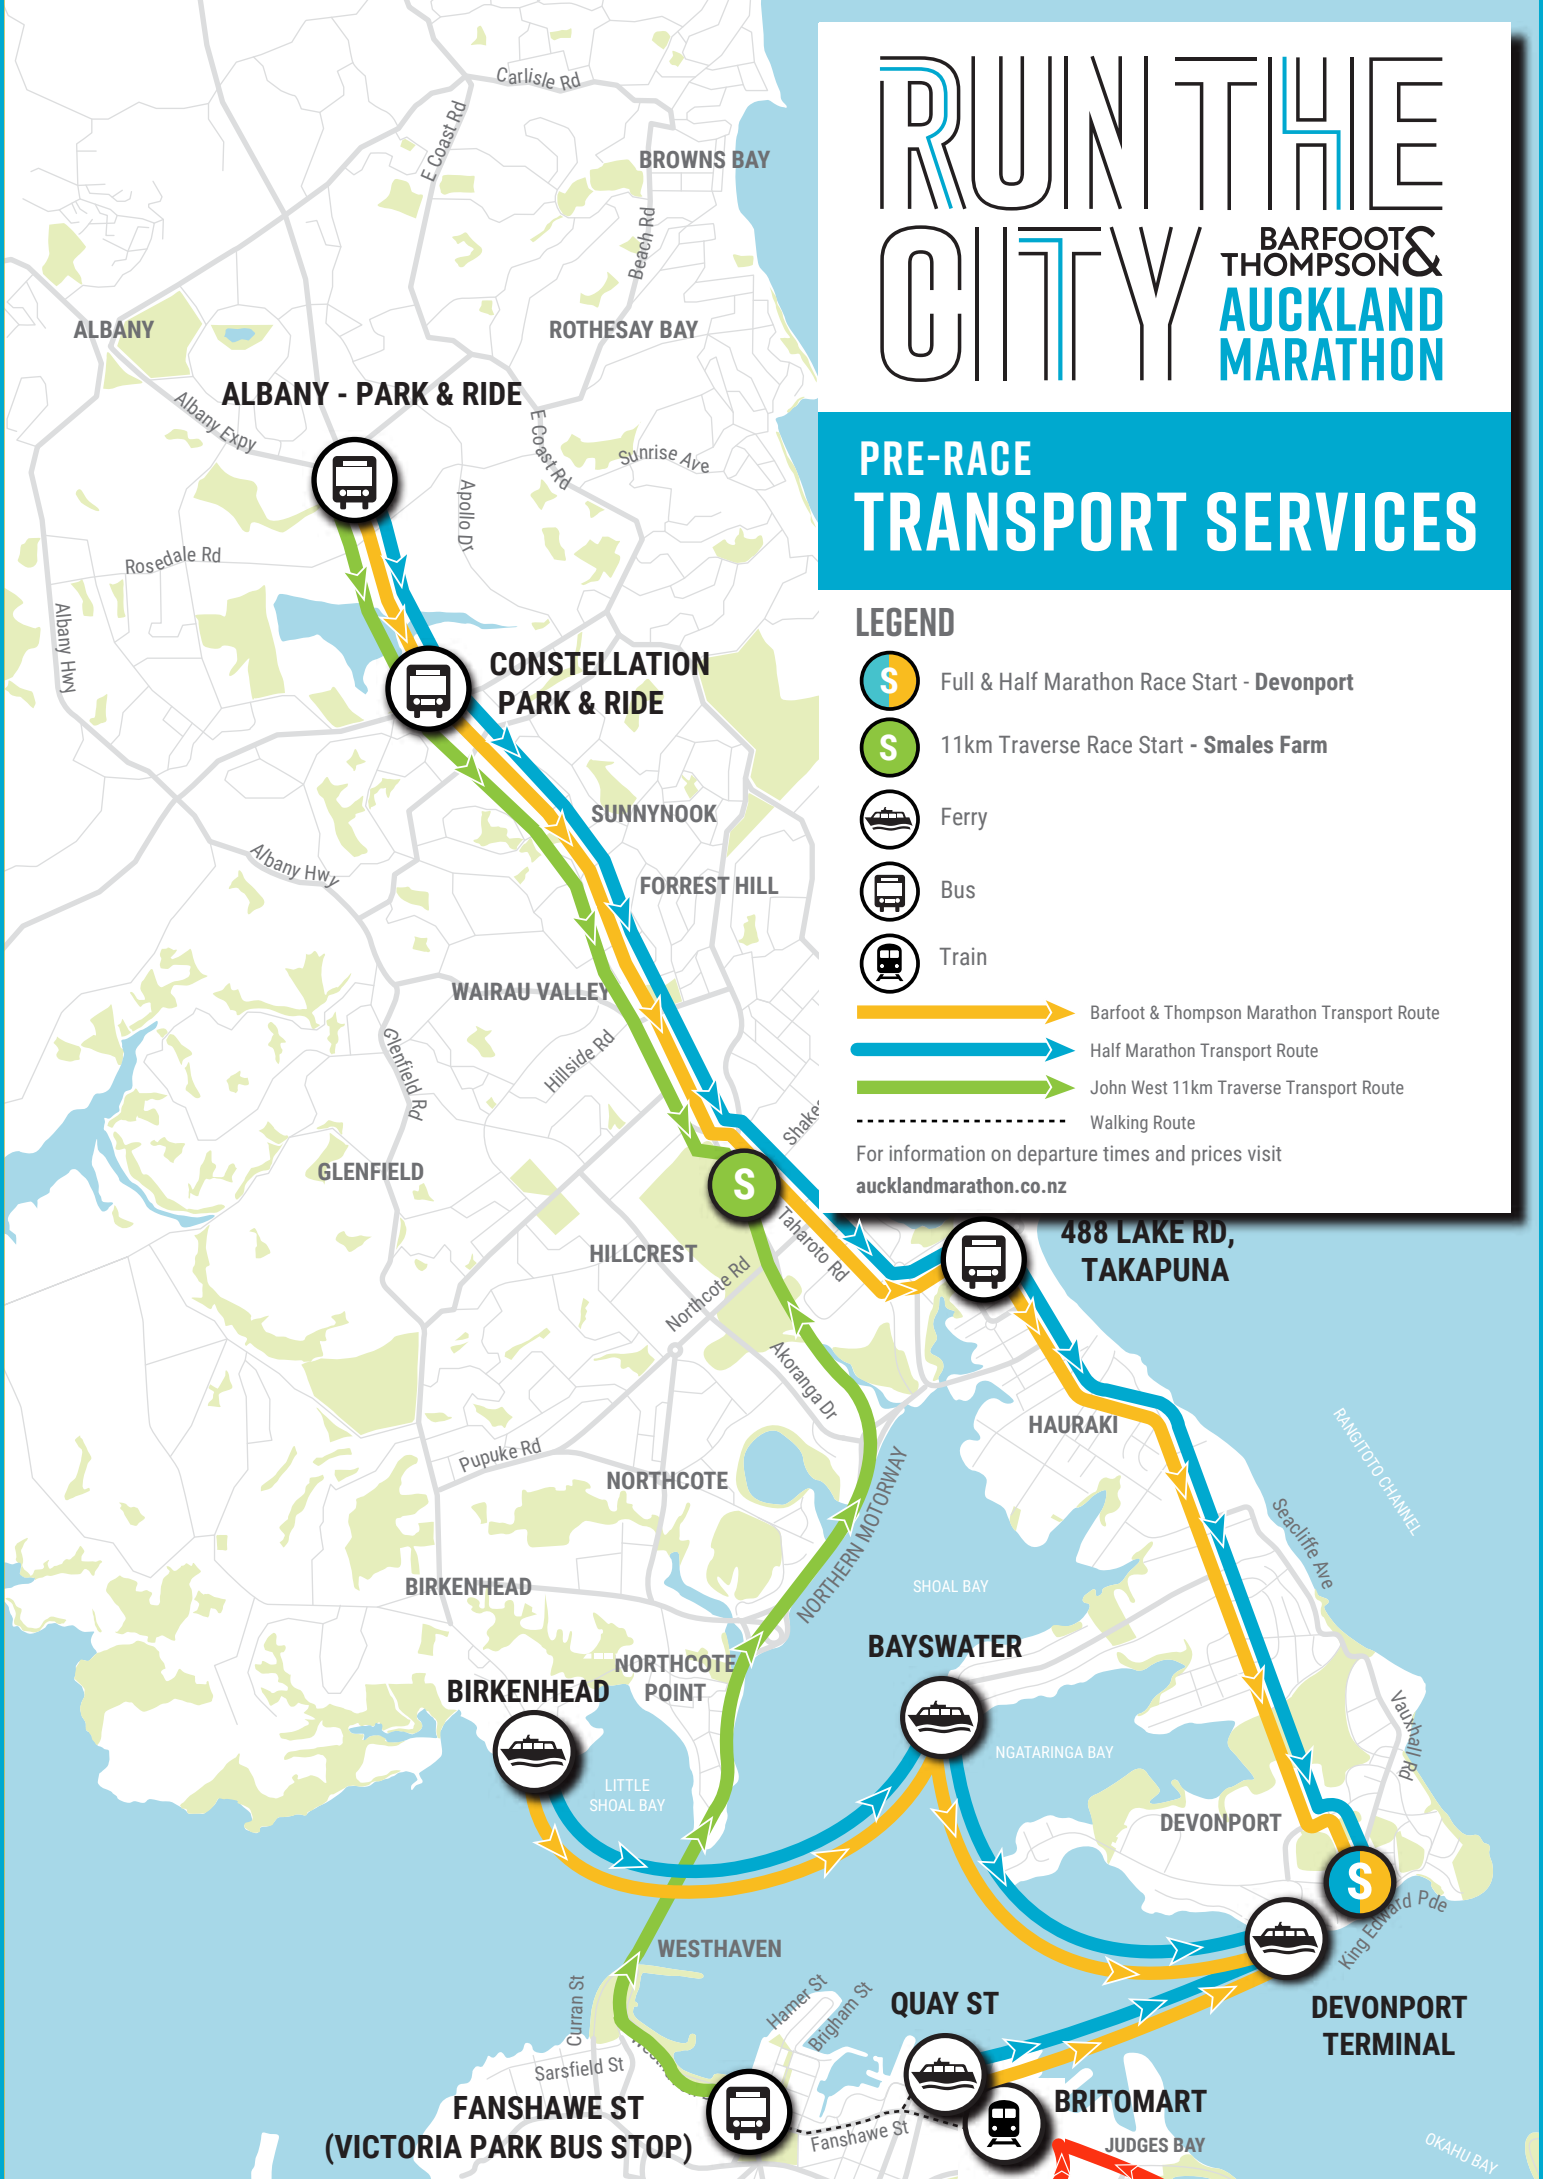 RUN THE
CITY
BARFOOT &
THOMPSON
AUCKLAND
MARATHON
PRE-RACE
TRANSPORT SERVICES
LEGEND
S
Full & Half Marathon Race Start - Devonport
S
11km Traverse Race Start - Smales Farm
Ferry
Bus
Train
Barfoot & Thompson Marathon Transport Route
Half Marathon Transport Route
John West 11km Traverse Transport Route
Walking Route
For information on departure times and prices visit
aucklandmarathon.co.nz
Carlisle Rd
E Coast Rd
BROWNS BAY
Beach Rd
ALBANY
ROTHESAY BAY
ALBANY - PARK & RIDE
Albany Expy
E Coast Rd
Sunrise Ave
Apollo Dr
Rosedale Rd
Albany Hwy
CONSTELLATION
PARK & RIDE
SUNNYNOOK
Albany Hwy
FORREST HILL
WAIRAU VALLEY
Glenfield Rd
Hillside Rd
GLENFIELD
S
Taharoto Rd
488 LAKE RD,
TAKAPUNA
HILLCREST
Northcote Rd
Akoranga Dr
HAURAKI
RANGITOTO CHANNEL
Pupuke Rd
NORTHCOTE
NORTHERN MOTORWAY
Seacliffe Ave
BIRKENHEAD
SHOAL BAY
BAYSWATER
NORTHCOTE
POINT
BIRKENHEAD
Vauxhall Rd
NGATARINGA BAY
LITTLE
SHOAL BAY
DEVONPORT
S
King Edward Pde
WESTHAVEN
Curran St
Hamer St
Brigham St
QUAY ST
DEVONPORT
TERMINAL
Sarsfield St
FANSHAWE ST
(VICTORIA PARK BUS STOP)
Fanshawe St
BRITOMART
JUDGES BAY
OKAHU BAY